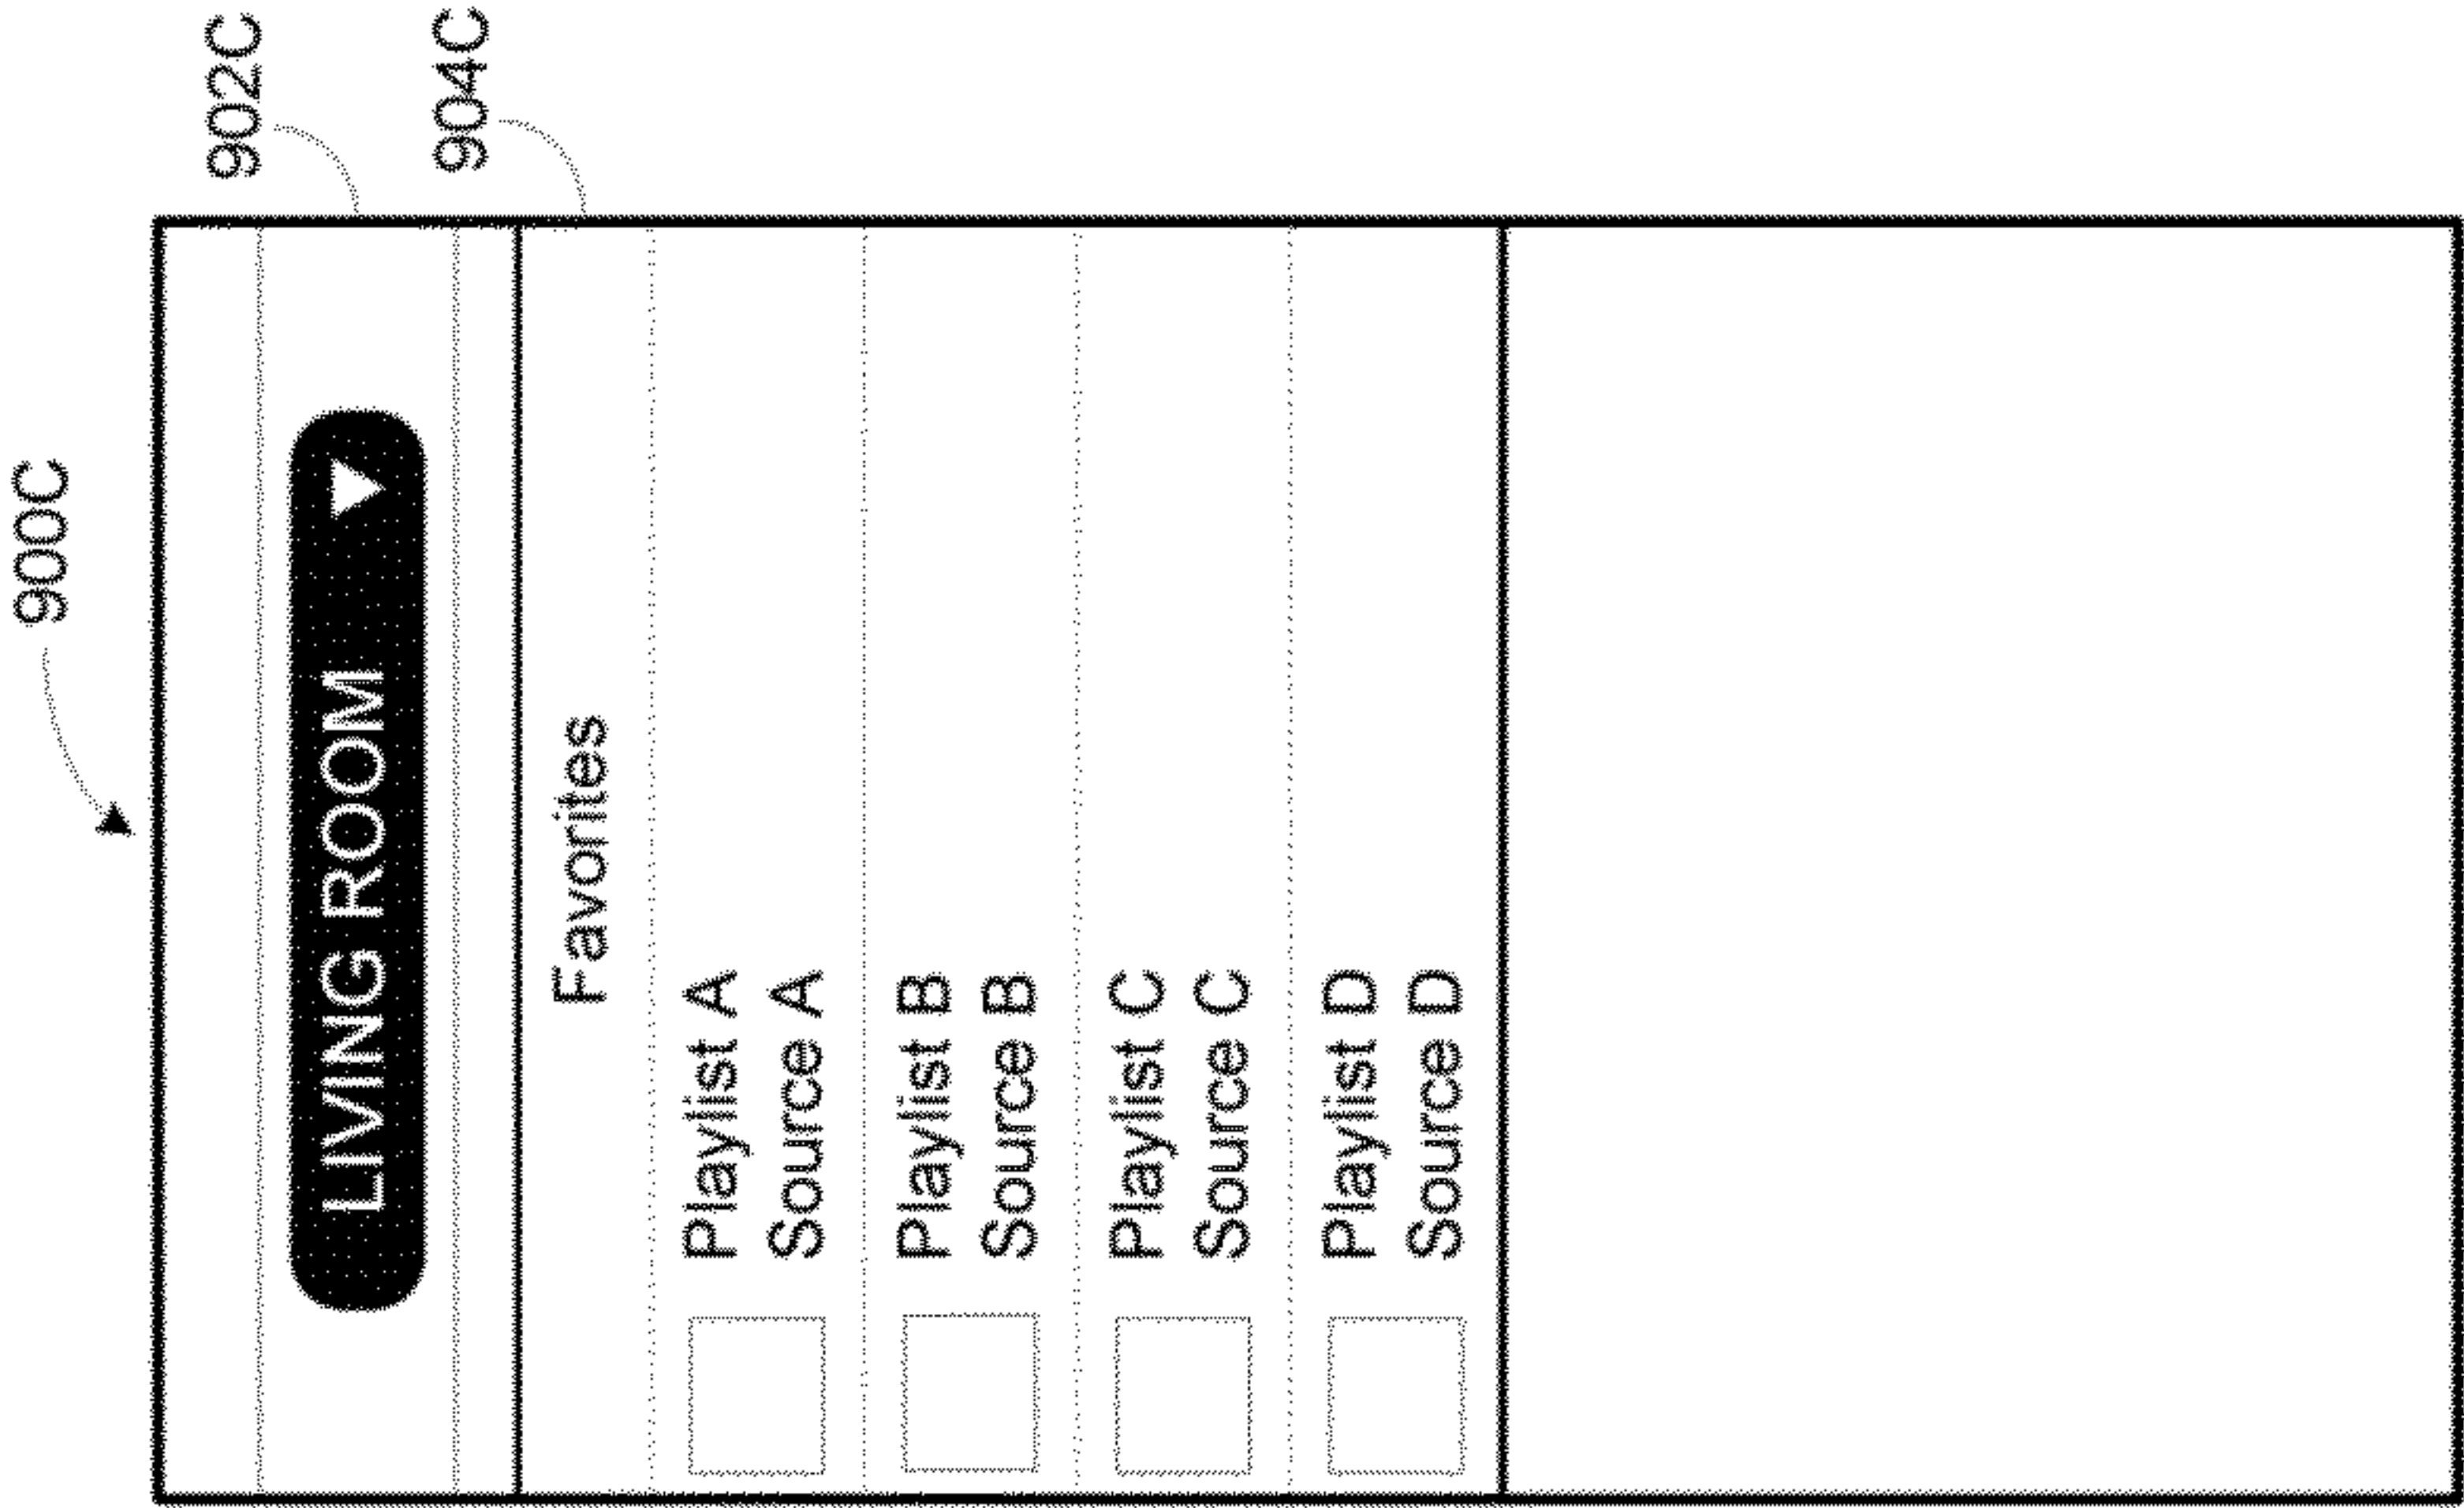 900C
902C
LIVING ROOM
904C
Favorites
Playlist A
Source A
Playlist B
Source B
Playlist C
Source C
Playlist D
Source D